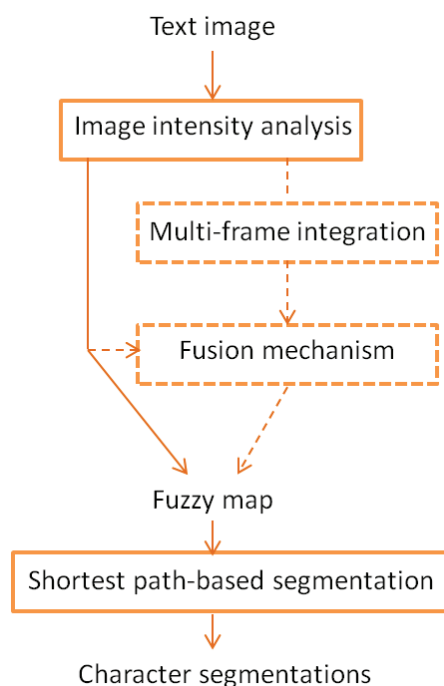 Text image
Image intensity analysis
Multi-frame integration
Fusion mechanism
Fuzzy map
Shortest path-based segmentation
Character segmentations